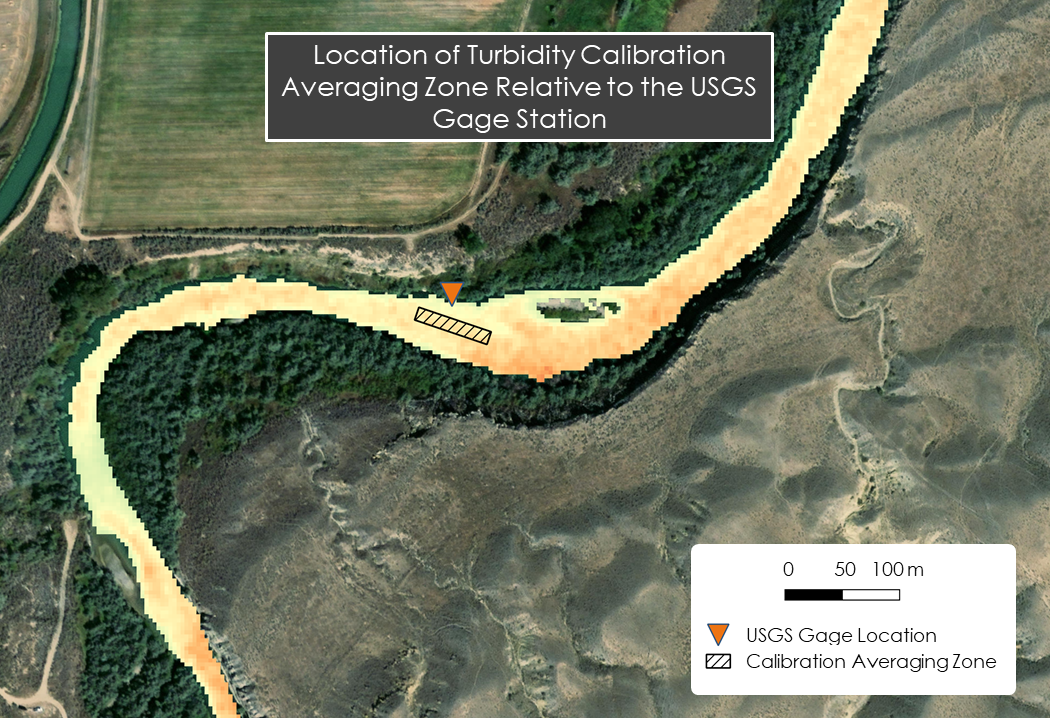 Location of Turbidity Calibration
Averaging Zone Relative to the USGS
Gage Station
0 50 100 m
USGS Gage Location
Calibration Averaging Zone